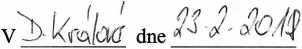 V D. Králové dne 23.2.2018